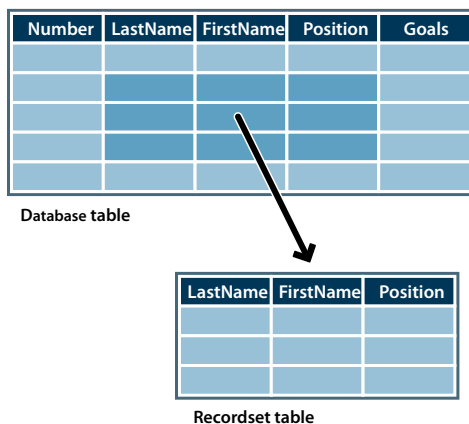 Number LastName FirstName Position Goals
Database table
LastName FirstName Position
Recordset table